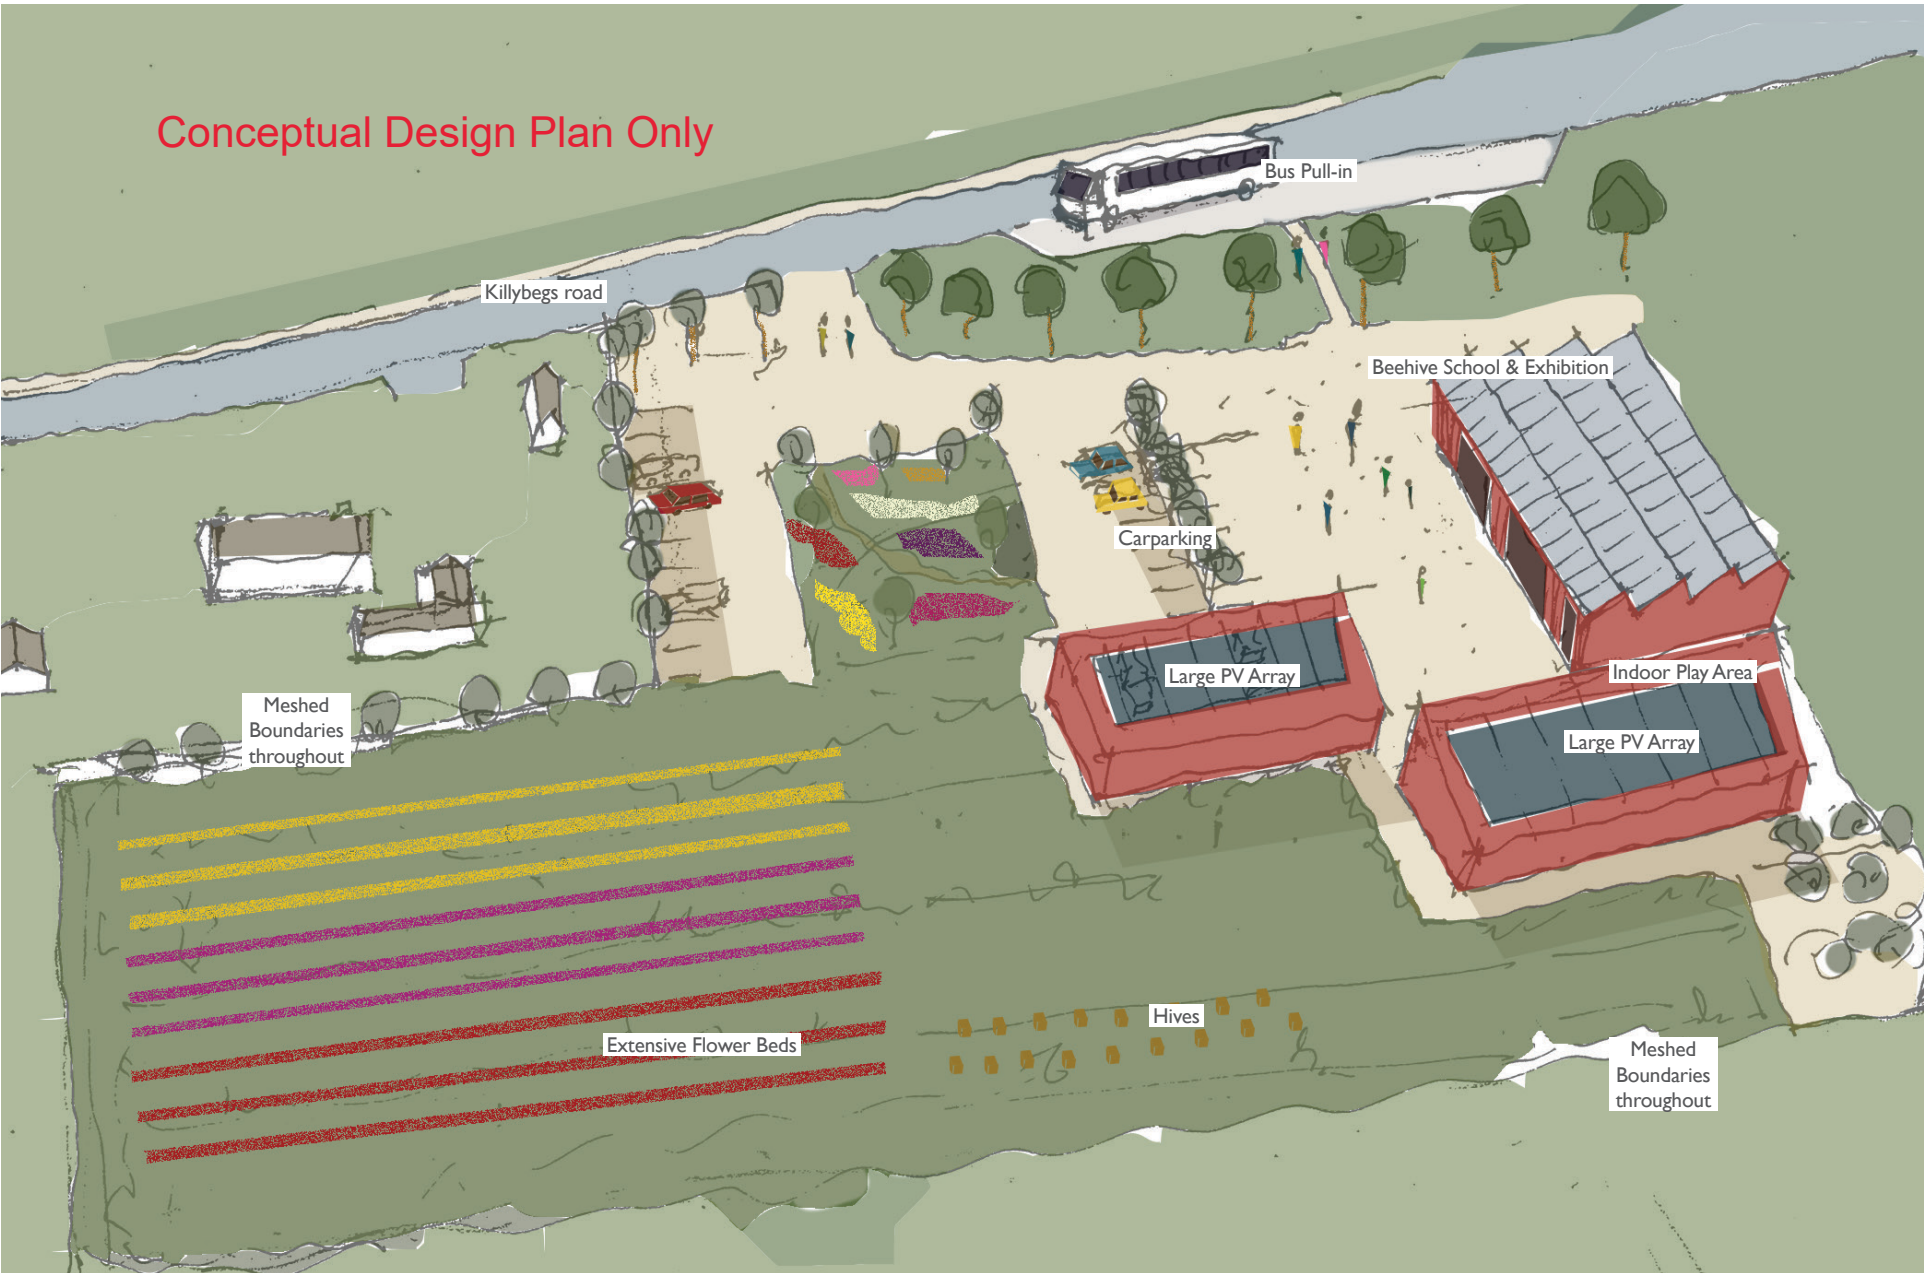 Conceptual Design Plan Only
Bus Pull-in
Killybegs road
Beehive School & Exhibition
Carparking
Large PV Array
Indoor Play Area
Large PV Array
Meshed
Boundaries
throughout
Hives
Extensive Flower Beds
Meshed
Boundaries
throughout